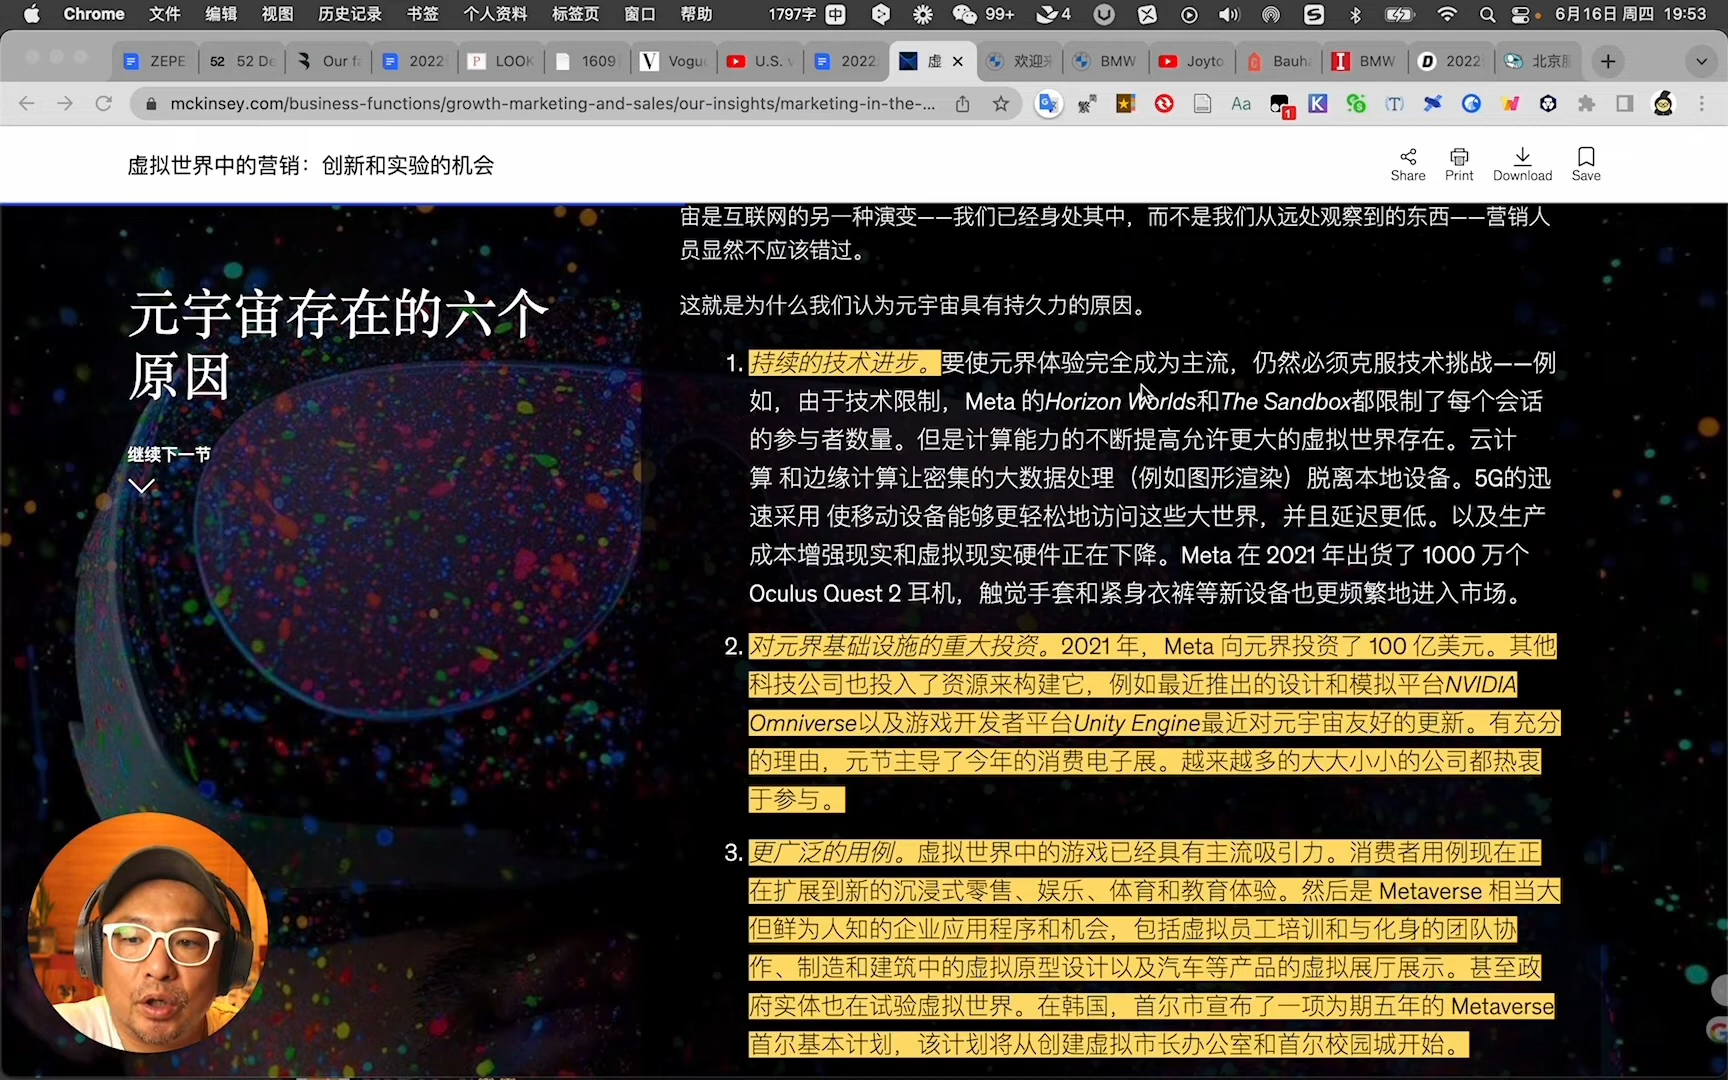 Chrome 文件 编辑 视图 历史记录 书签 个人资料 标签页 窗口 帮助 1797字 中 99+ 4 6月16日 周四 19:53
ZEPE 52 52 De Our fa 2022 P LOOK 1609 V Vogu U.S. v 2022 虚 欢迎来 BMW Joyto Bauha BMW D 2022 北京服
mckinsey.com/business-functions/growth-marketing-and-sales/our-insights/marketing-in-the-...
虚拟世界中的营销：创新和实验的机会
Share Print Download Save
宙是互联网的另一种演变——我们已经身处其中，而不是我们从远处观察到的东西——营销人
员显然不应该错过。
元宇宙存在的六个
原因
继续下一节
这就是为什么我们认为元宇宙具有持久力的原因。
1. 持续的技术进步。要使元界体验完全成为主流，仍然必须克服技术挑战——例
如，由于技术限制，Meta 的Horizon Worlds和The Sandbox都限制了每个会话
的参与者数量。但是计算能力的不断提高允许更大的虚拟世界存在。云计
算 和边缘计算让密集的大数据处理（例如图形渲染）脱离本地设备。5G的迅
速采用 使移动设备能够更轻松地访问这些大世界，并且延迟更低。以及生产
成本增强现实和虚拟现实硬件正在下降。Meta 在 2021 年出货了 1000 万个
Oculus Quest 2 耳机，触觉手套和紧身衣裤等新设备也更频繁地进入市场。
2. 对元界基础设施的重大投资。2021 年，Meta 向元界投资了 100 亿美元。其他
科技公司也投入了资源来构建它，例如最近推出的设计和模拟平台NVIDIA
Omniverse以及游戏开发者平台Unity Engine最近对元宇宙友好的更新。有充分
的理由，元节主导了今年的消费电子展。越来越多的大大小小的公司都热衷
于参与。
3. 更广泛的用例。虚拟世界中的游戏已经具有主流吸引力。消费者用例现在正
在扩展到新的沉浸式零售、娱乐、体育和教育体验。然后是 Metaverse 相当大
但鲜为人知的企业应用程序和机会，包括虚拟员工培训和与化身的团队协
作、制造和建筑中的虚拟原型设计以及汽车等产品的虚拟展厅展示。甚至政
府实体也在试验虚拟世界。在韩国，首尔市宣布了一项为期五年的 Metaverse
首尔基本计划，该计划将从创建虚拟市长办公室和首尔校园城开始。